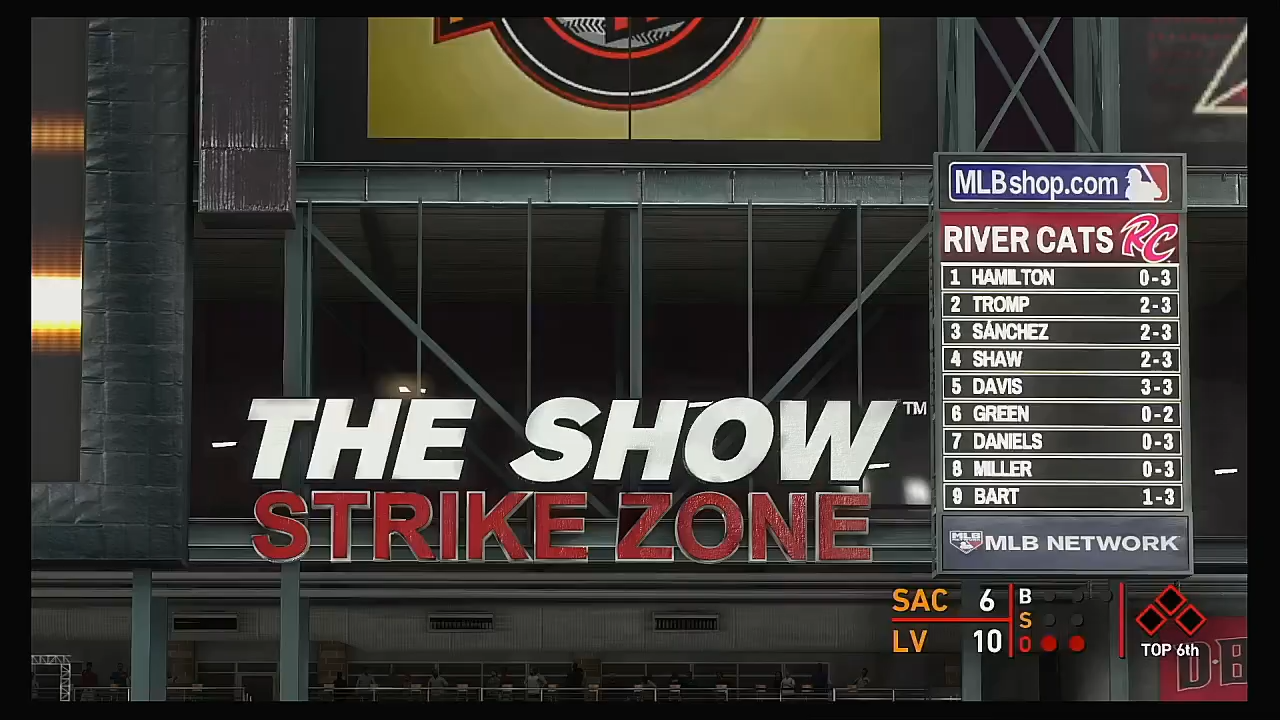 MLBshop.com
RIVER CATS RC
1 HAMILTON 0-3
2 TROMP 2-3
3 SÁNCHEZ 2-3
4 SHAW 2-3
5 DAVIS 3-3
6 GREEN 0-2
7 DANIELS 0-3
8 MILLER 0-3
9 BART 1-3
MLB MLB NETWORK
THE SHOW™
STRIKE ZONE
SAC 6 B
S
LV 10 O
TOP 6th
D-B